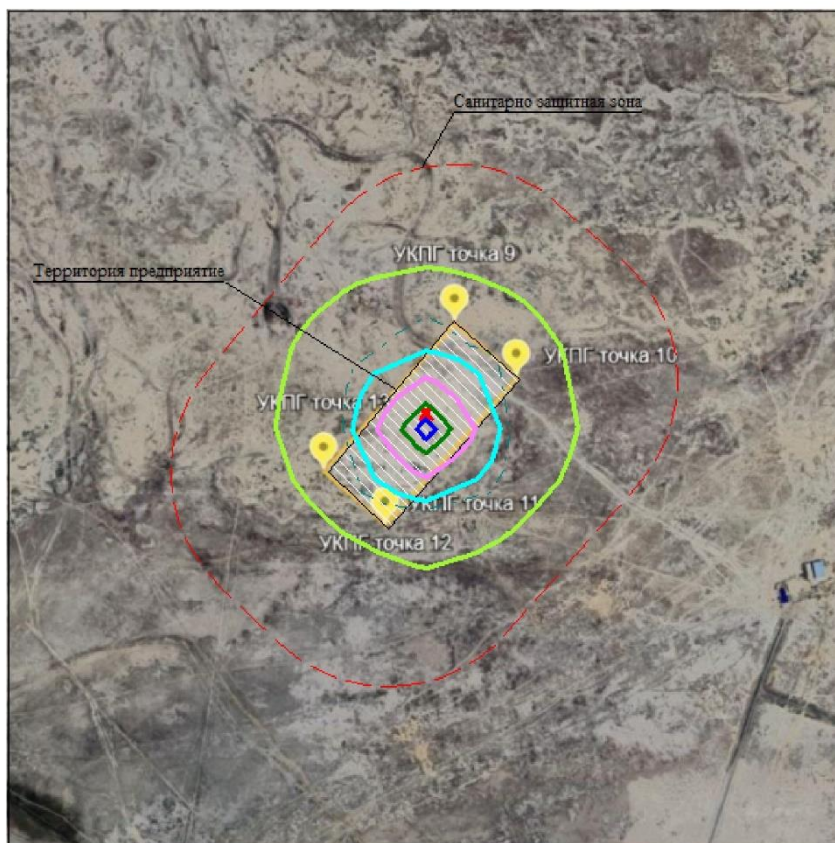 Санитарно защитная зона
УКПГ точка 9
Территория предприятие
УКПГ точка 10
УКПГ точка 13
УКПГ точка 11
УКПГ точка 12